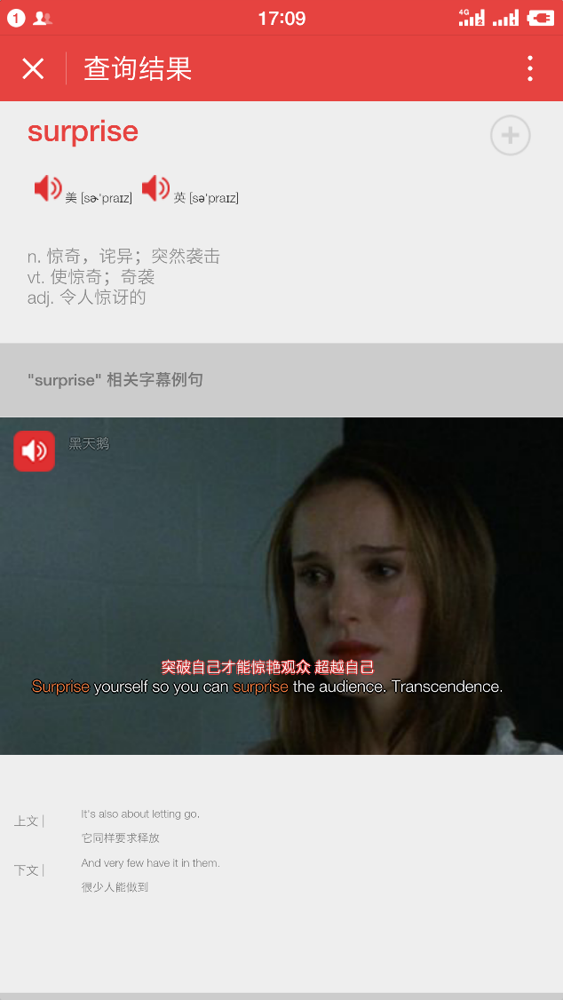 1 17:09 4G 2 1
查询结果
surprise
美 [sɚ'praɪz] 英 [sə'praɪz]
n. 惊奇，诧异；突然袭击
vt. 使惊奇；奇袭
adj. 令人惊讶的
"surprise" 相关字幕例句
黑天鹅
突破自己才能惊艳观众 超越自己
Surprise yourself so you can surprise the audience. Transcendence.
上文 | It's also about letting go.
它同样要求释放
下文 | And very few have it in them.
很少人能做到